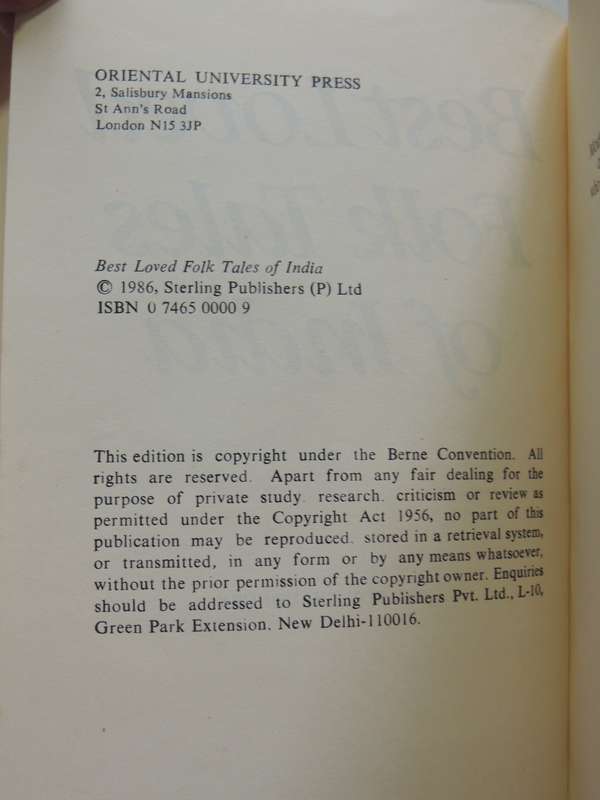 ORIENTAL UNIVERSITY PRESS
2, Salisbury Mansions
St Ann's Road
London N15 3JP
Best Loved Folk Tales of India
© 1986, Sterling Publishers (P) Ltd
ISBN 0 7465 0000 9
This edition is copyright under the Berne Convention. All
rights are reserved. Apart from any fair dealing for the
purpose of private study. research. criticism or review as
permitted under the Copyright Act 1956, no part of this
publication may be reproduced. stored in a retrieval system,
or transmitted, in any form or by any means whatsoever,
without the prior permission of the copyright owner. Enquiries
should be addressed to Sterling Publishers Pvt. Ltd., L-10,
Green Park Extension. New Delhi-110016.